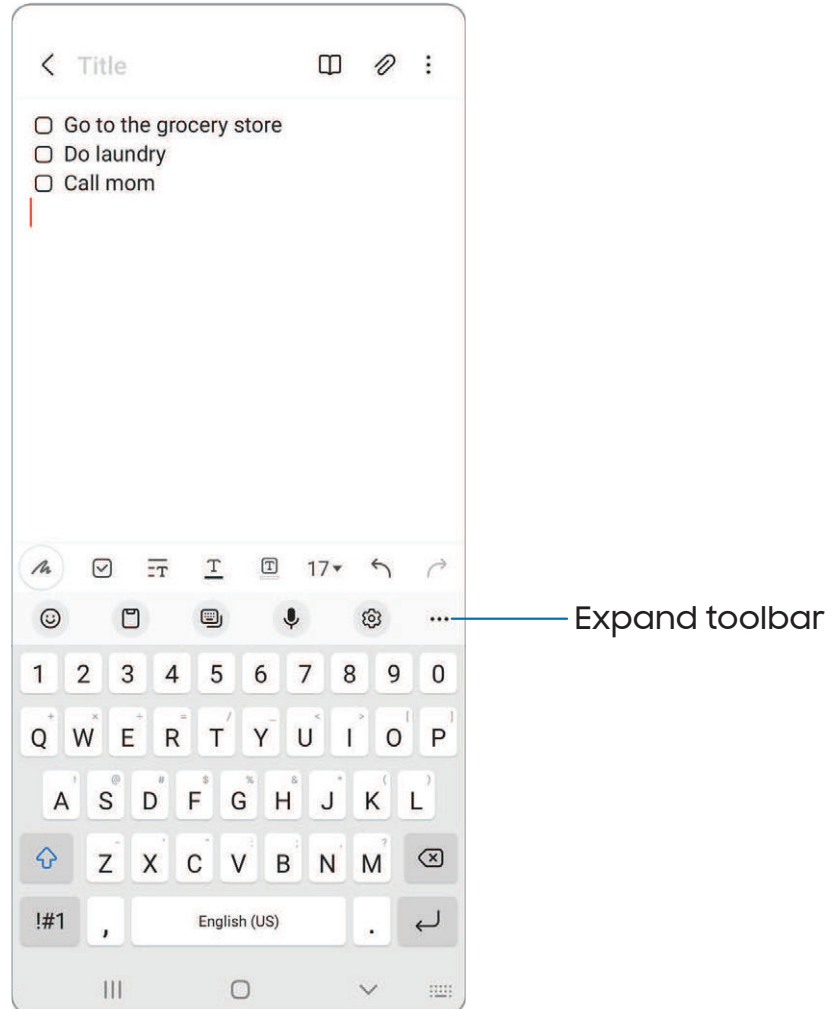 Title
Go to the grocery store
Do laundry
Call mom
T T T 17
Expand toolbar
1 2 3 4 5 6 7 8 9 0
+ × ÷ = / _ < > [ ]
Q W E R T Y U I O P
! @ # $ % & * ( )
A S D F G H J K L
- ' " : ; , ?
Z X C V B N M
!#1 , English (US) .